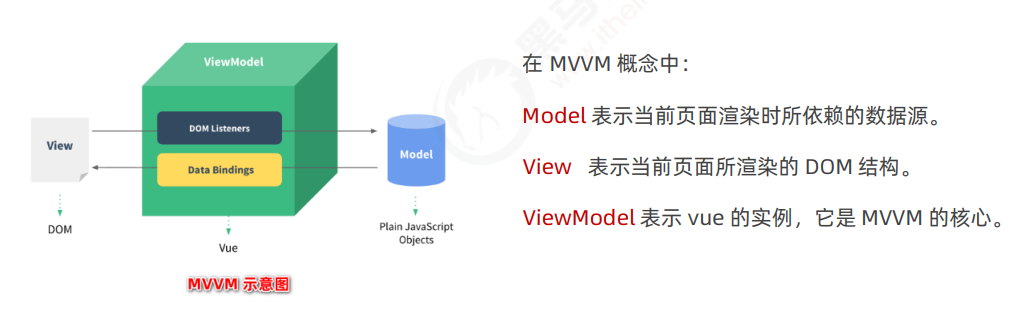 ViewModel
DOM Listeners
View
Model
Data Bindings
DOM
Vue
Plain JavaScript
Objects
MVVM 示意图
在 MVVM 概念中：
Model 表示当前页面渲染时所依赖的数据源。
View 表示当前页面所渲染的 DOM 结构。
ViewModel 表示 vue 的实例，它是 MVVM 的核心。